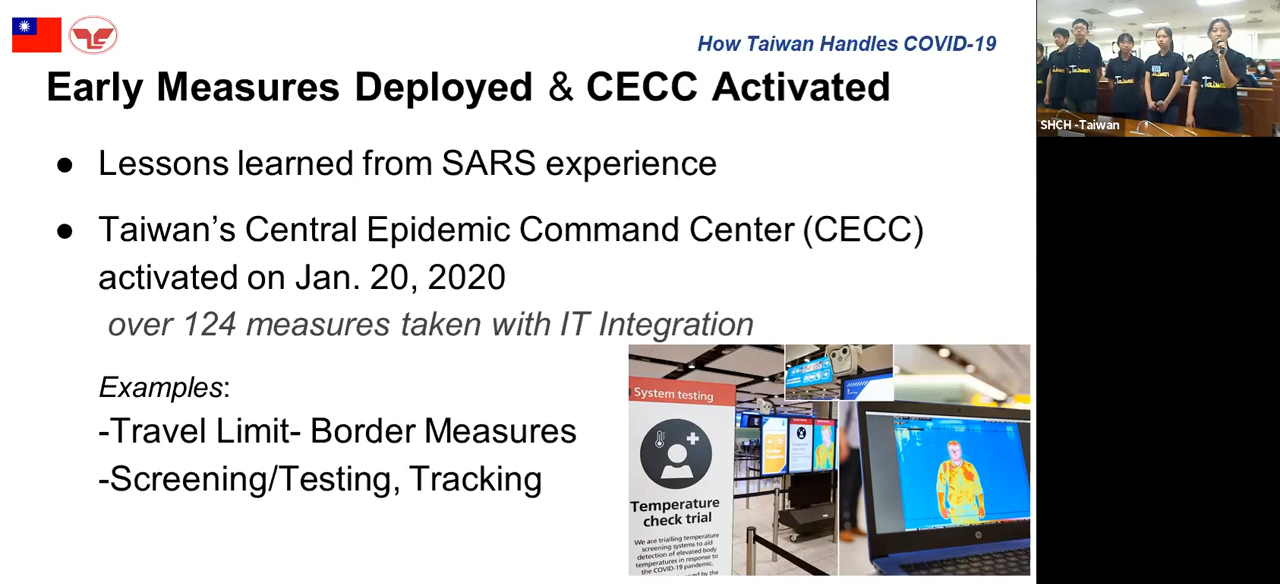 How Taiwan Handles COVID-19
Early Measures Deployed & CECC Activated
● Lessons learned from SARS experience
● Taiwan's Central Epidemic Command Center (CECC)
activated on Jan. 20, 2020
over 124 measures taken with IT Integration
Examples:
-Travel Limit- Border Measures
-Screening/Testing, Tracking
System testing
Temperature
check trial
We are trialling temperature
screening systems to aid
detection of elevated body
temperatures in response to
the COVID-19 pandemic.
hp
SHCH -Taiwan